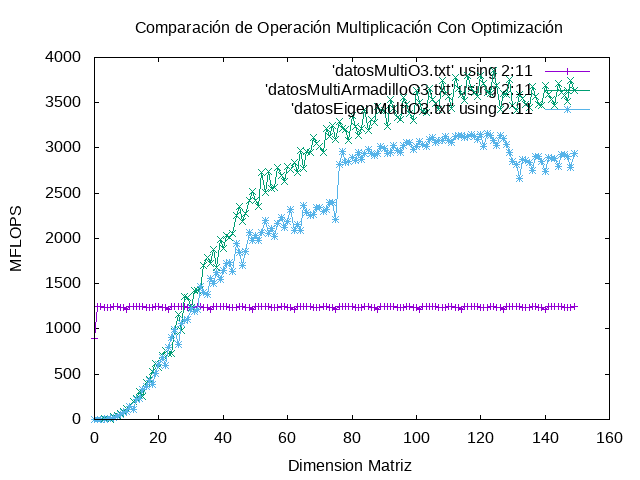 Comparación de Operación Multiplicación Con Optimización
4000
3500
3000
2500
2000
1500
1000
500
0
MFLOPS
'datosMultiO3.txt' using 2:11
'datosMultiArmadilloO3.txt' using 2:11
'datosEigenMultiO3.txt' using 2:11
0 20 40 60 80 100 120 140 160
Dimension Matriz